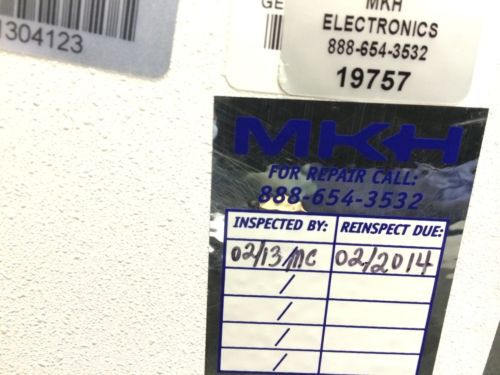 1304123
GE
MKH
ELECTRONICS
888-654-3532
19757
MKH
FOR REPAIR CALL:
888-654-3532
INSPECTED BY: REINSPECT DUE:
02/13/MC 02/2014
/
/
/
/